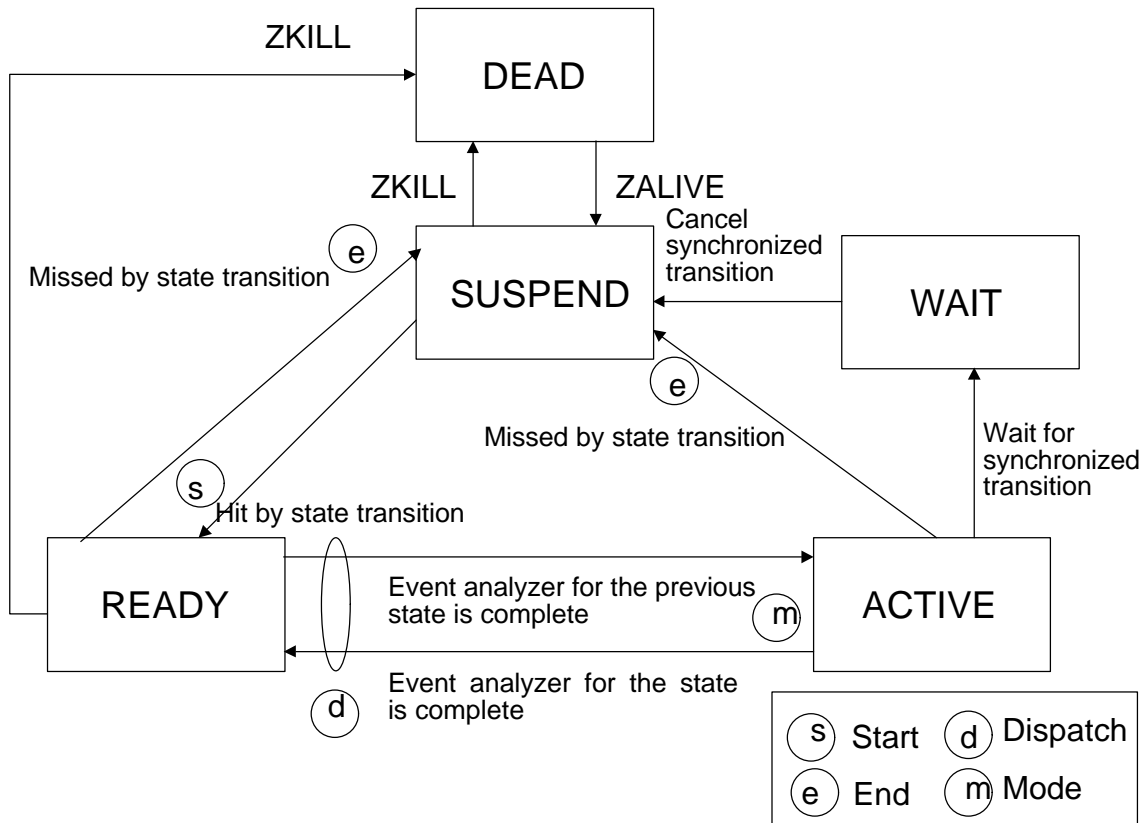 ZKILL
DEAD
ZKILL
ZALIVE
Cancel
synchronized
transition
e
Missed by state transition
SUSPEND
WAIT
e
Missed by state transition
Wait for
synchronized
transition
s
Hit by state transition
READY
Event analyzer for the previous
state is complete
m
ACTIVE
Event analyzer for the state
is complete
d
s Start
d Dispatch
e End
m Mode